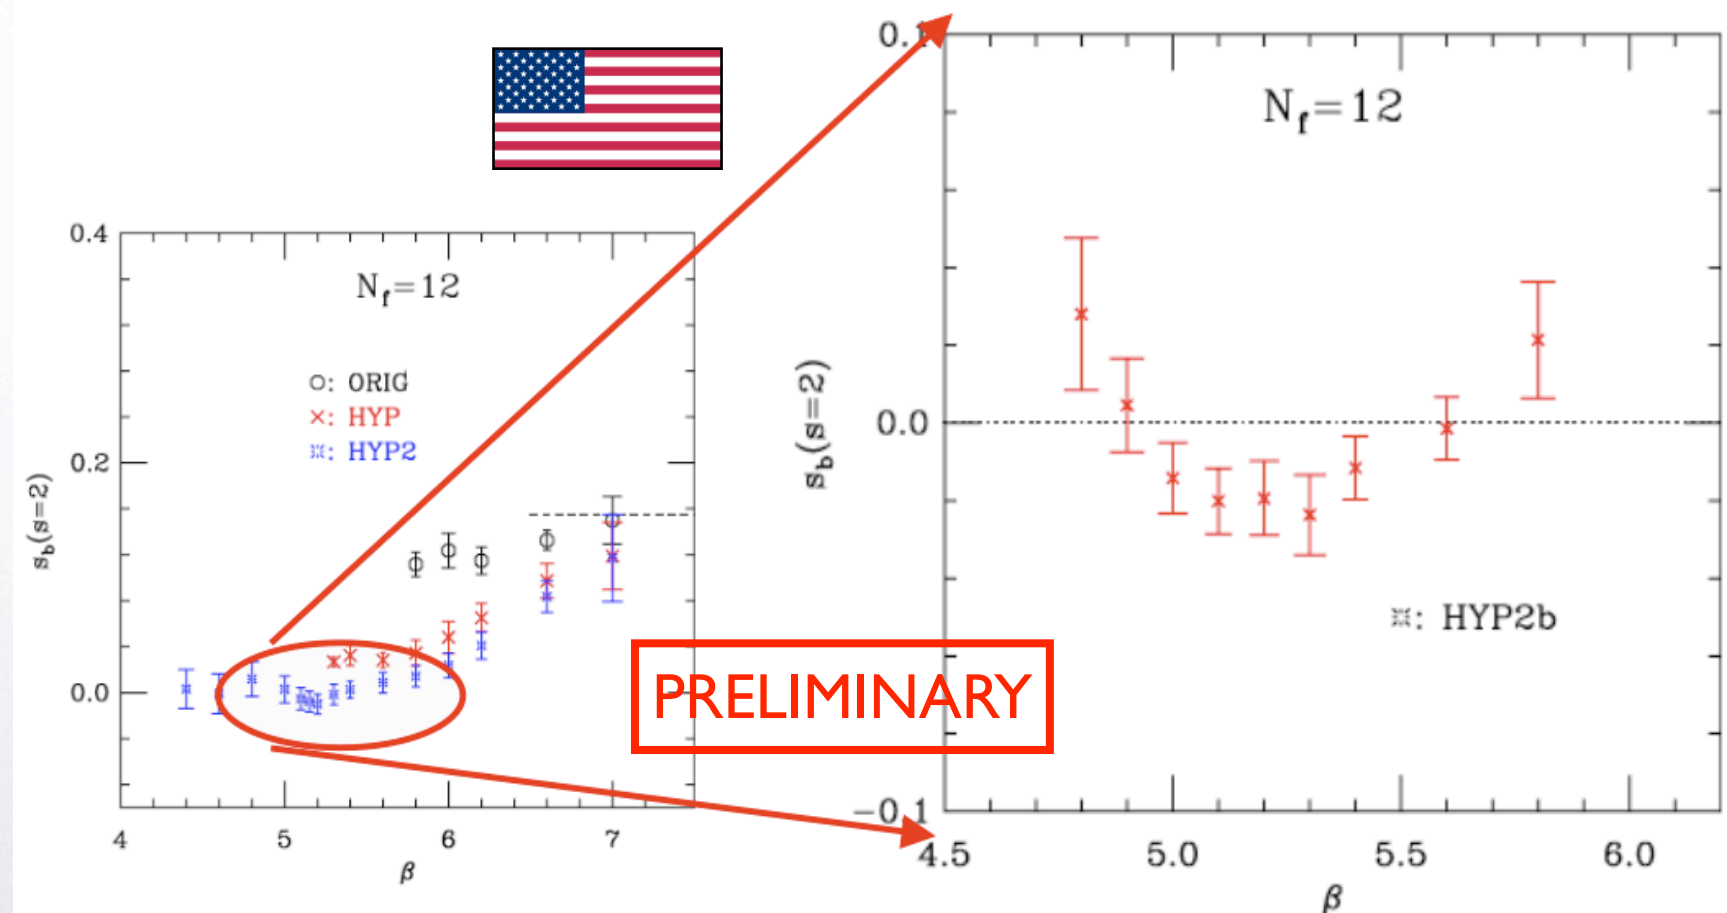 0.4
N_f=12
o: ORIG
×: HYP
¤: HYP2
0.2
s_b(s=2)
0.0
4 5 6 7
β
PRELIMINARY
0.1
N_f=12
s_b(s=2)
0.0
¤: HYP2b
−0.1
4.5 5.0 5.5 6.0
β